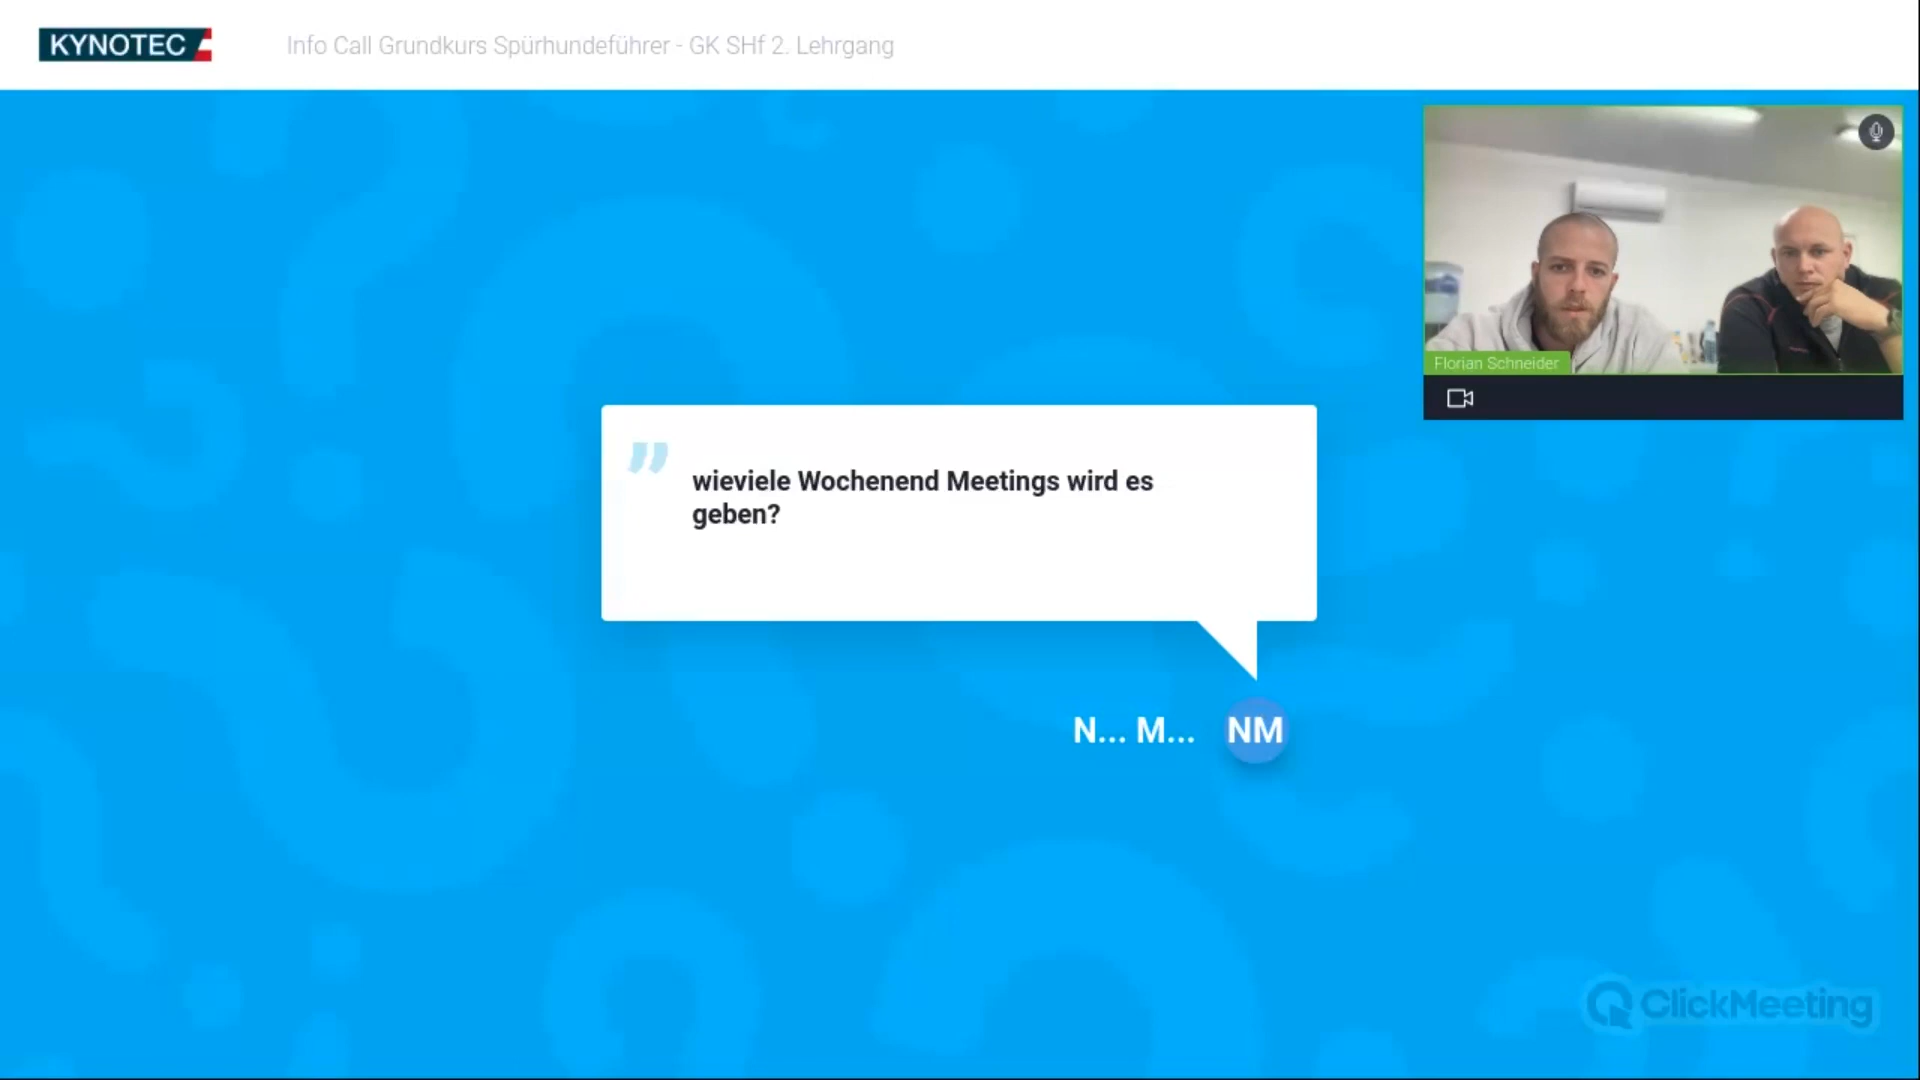 KYNOTEC
Info Call Grundkurs Spürhundeführer - GK SHf 2. Lehrgang
Florian Schneider
wieviele Wochenend Meetings wird es
geben?
N... M... NM
ClickMeeting